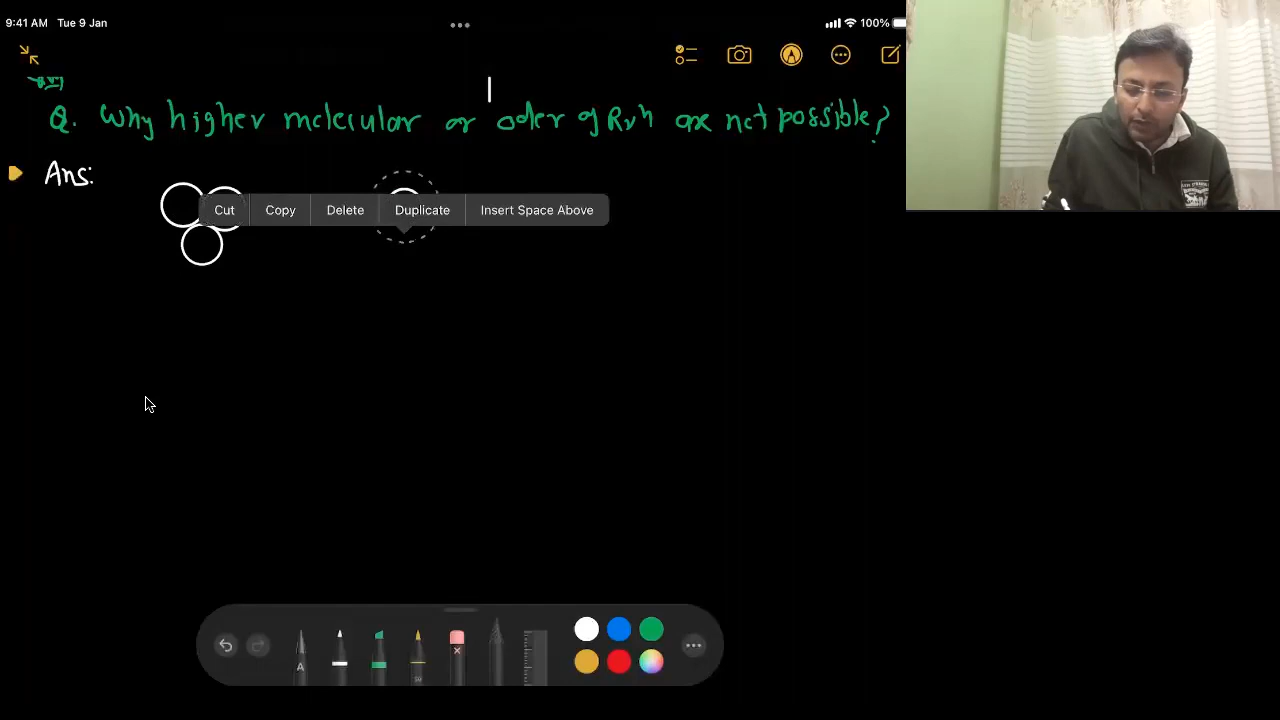 9:41 AM Tue 9 Jan
100%
Q. Why higher molecular or oder of Rxn are not possible?
Ans:
Cut Copy Delete Duplicate Insert Space Above
A